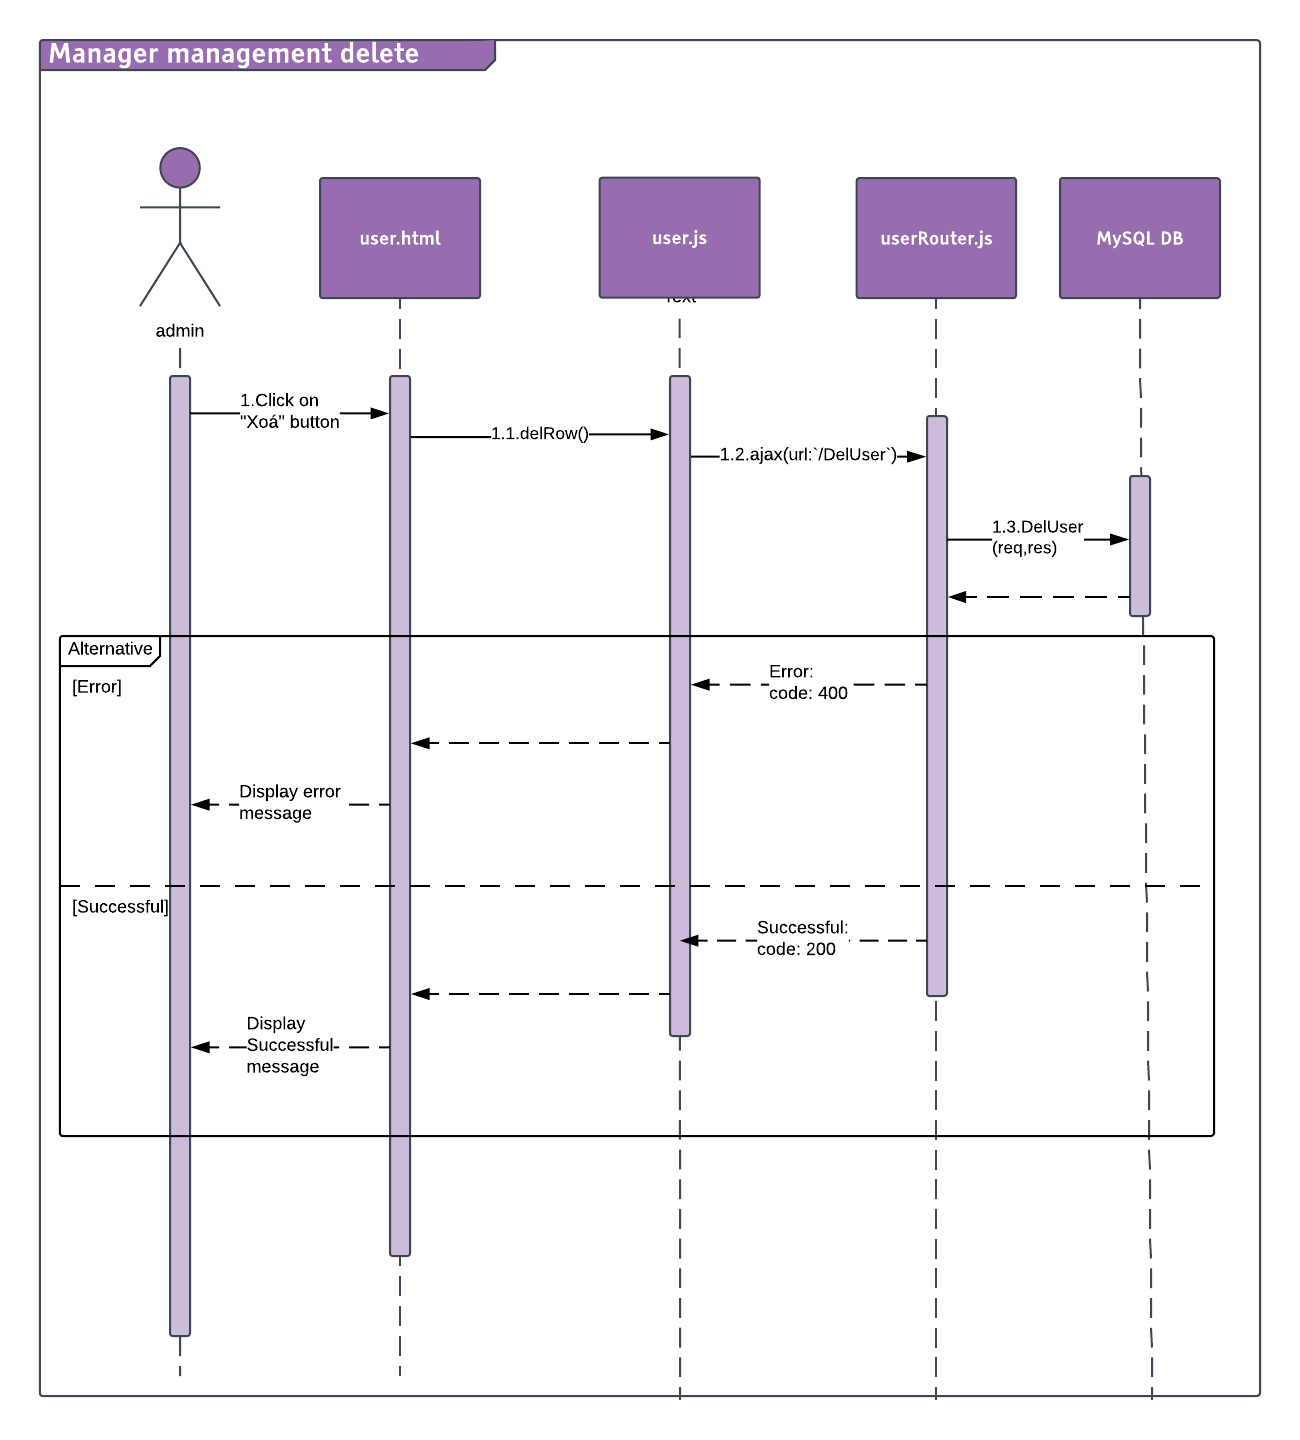 Manager management delete
user.html
user.js
userRouter.js
MySQL DB
admin
1.Click on
"Xoá" button
1.1.delRow()
1.2.ajax(url:`/DelUser`)
1.3.DelUser
(req,res)
Alternative
[Error]
Error:
code: 400
Display error
message
[Successful]
Successful:
code: 200
Display
Successful
message